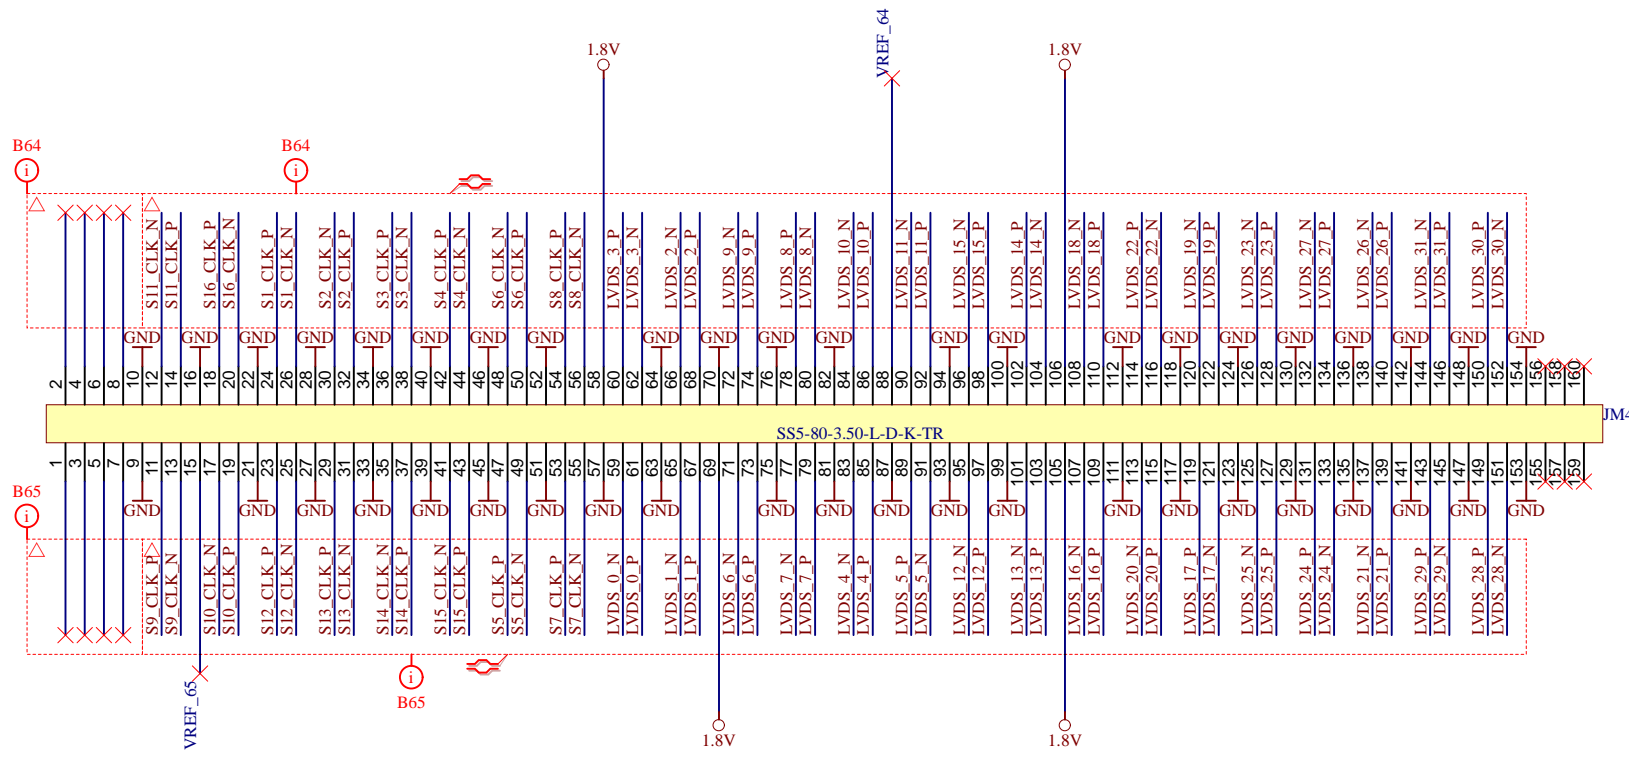 VREF_64
1.8V
1.8V
B64
B64
i
i
S11_CLK_N
S11_CLK_P
S16_CLK_P
S16_CLK_N
S1_CLK_P
S1_CLK_N
S2_CLK_N
S2_CLK_P
S3_CLK_P
S3_CLK_N
S4_CLK_P
S4_CLK_N
S6_CLK_N
S6_CLK_P
S8_CLK_P
S8_CLK_N
LVDS_3_P
LVDS_3_N
LVDS_2_N
LVDS_2_P
LVDS_9_N
LVDS_9_P
LVDS_8_P
LVDS_8_N
LVDS_10_N
LVDS_10_P
LVDS_11_N
LVDS_11_P
LVDS_15_N
LVDS_15_P
LVDS_14_P
LVDS_14_N
LVDS_18_N
LVDS_18_P
LVDS_22_P
LVDS_22_N
LVDS_19_N
LVDS_19_P
LVDS_23_N
LVDS_23_P
LVDS_27_N
LVDS_27_P
LVDS_26_N
LVDS_26_P
LVDS_31_N
LVDS_31_P
LVDS_30_P
LVDS_30_N
GND GND GND GND GND GND GND GND GND GND GND GND GND GND GND GND GND GND GND GND GND GND
2 4 6 8 10 12 14 16 18 20 22 24 26 28 30 32 34 36 38 40 42 44 46 48 50 52 54 56 58 60 62 64 66 68 70 72 74 76 78 80 82 84 86 88 90 92 94 96 98 100 102 104 106 108 110 112 114 116 118 120 122 124 126 128 130 132 134 136 138 140 142 144 146 148 150 152 154 156 158 160
JM4
SS5-80-3.50-L-D-K-TR
1 3 5 7 9 11 13 15 17 19 21 23 25 27 29 31 33 35 37 39 41 43 45 47 49 51 53 55 57 59 61 63 65 67 69 71 73 75 77 79 81 83 85 87 89 91 93 95 97 99 101 103 105 107 109 111 113 115 117 119 121 123 125 127 129 131 133 135 137 139 141 143 145 147 149 151 153 155 157 159
B65
i
GND GND GND GND GND GND GND GND GND GND GND GND GND GND GND GND GND GND GND GND GND GND
S9_CLK_P
S9_CLK_N
S10_CLK_N
S10_CLK_P
S12_CLK_P
S12_CLK_N
S13_CLK_P
S13_CLK_N
S14_CLK_N
S14_CLK_P
S15_CLK_N
S15_CLK_P
S5_CLK_P
S5_CLK_N
S7_CLK_P
S7_CLK_N
LVDS_0_N
LVDS_0_P
LVDS_1_N
LVDS_1_P
LVDS_6_N
LVDS_6_P
LVDS_7_N
LVDS_7_P
LVDS_4_N
LVDS_4_P
LVDS_5_P
LVDS_5_N
LVDS_12_N
LVDS_12_P
LVDS_13_N
LVDS_13_P
LVDS_16_N
LVDS_16_P
LVDS_20_N
LVDS_20_P
LVDS_17_P
LVDS_17_N
LVDS_25_N
LVDS_25_P
LVDS_24_P
LVDS_24_N
LVDS_21_N
LVDS_21_P
LVDS_29_P
LVDS_29_N
LVDS_28_P
LVDS_28_N
i
B65
VREF_65
1.8V
1.8V